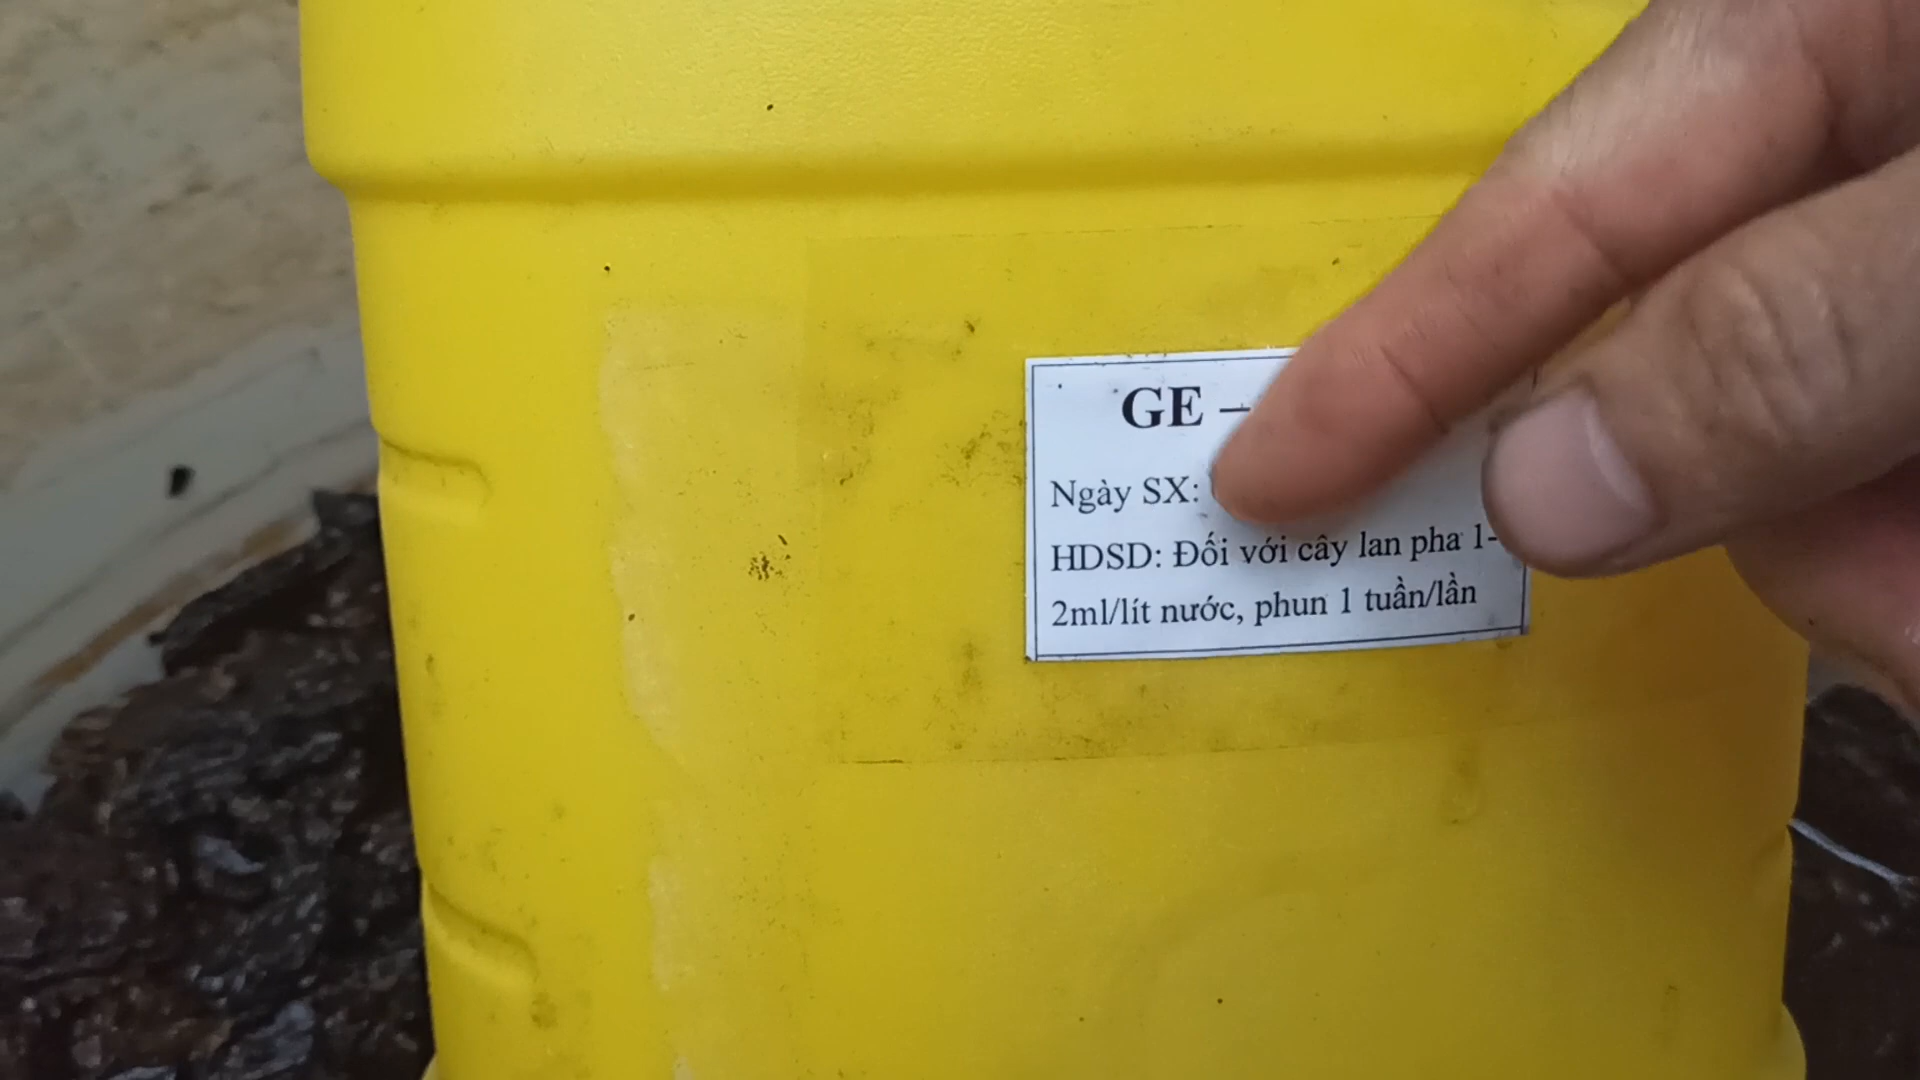 GE –
Ngày SX:
HDSD: Đối với cây lan pha 1-
2ml/lít nước, phun 1 tuần/lần